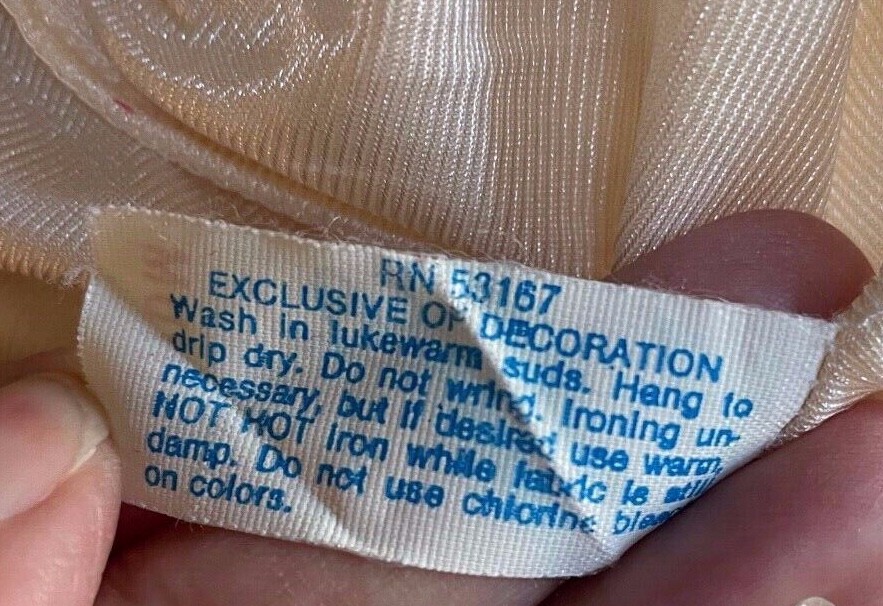 RN 53167
EXCLUSIVE OF DECORATION
Wash in lukewarm suds. Hang to
drip dry. Do not wring. Ironing un-
necessary, but if desired use warm,
NOT HOT iron while fabric is still
damp. Do not use chlorine bleach
on colors.